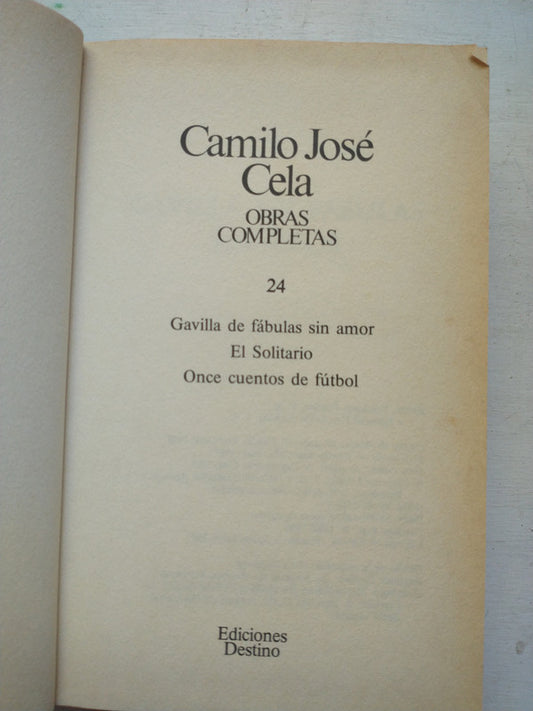 Camilo José
Cela
OBRAS
COMPLETAS
24
Gavilla de fábulas sin amor
El Solitario
Once cuentos de fútbol
Ediciones
Destino